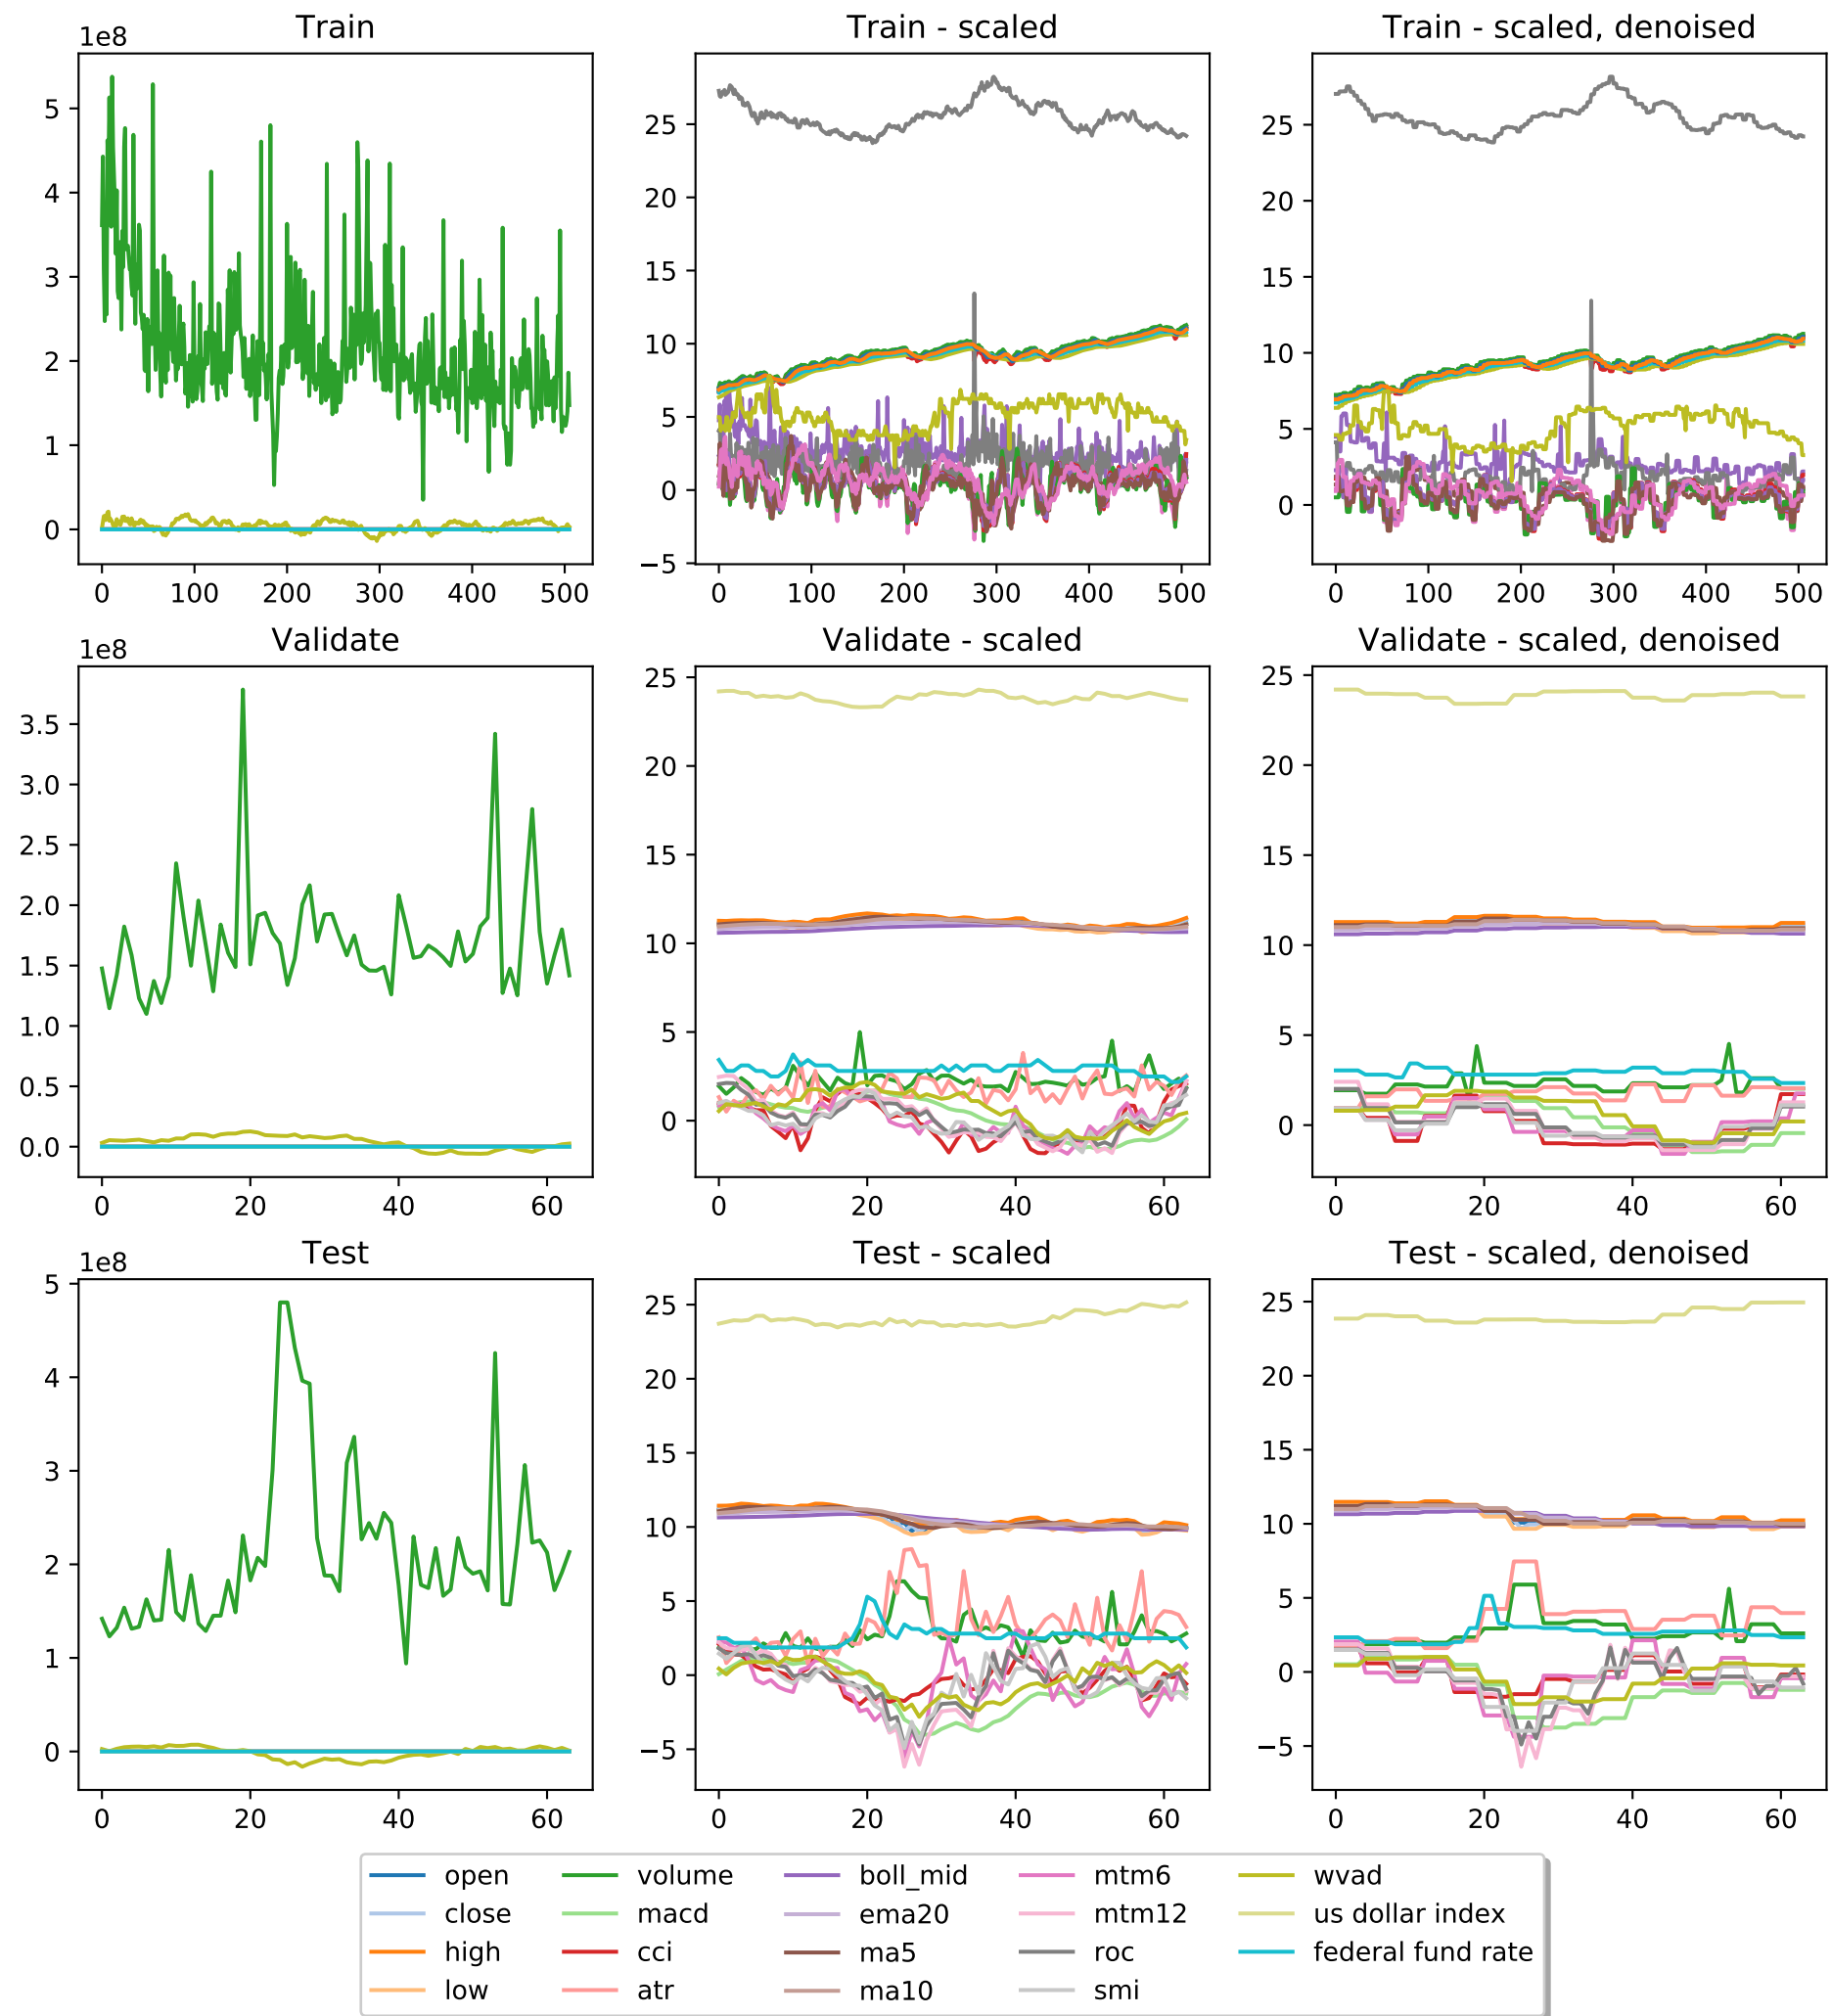 Train
Train - scaled
Train - scaled, denoised
1e8
5
4
3
2
1
0
0 100 200 300 400 500
25
20
15
10
5
0
−5
0 100 200 300 400 500
25
20
15
10
5
0
0 100 200 300 400 500
Validate
Validate - scaled
Validate - scaled, denoised
1e8
3.5
3.0
2.5
2.0
1.5
1.0
0.5
0.0
0 20 40 60
25
20
15
10
5
0
0 20 40 60
25
20
15
10
5
0
0 20 40 60
Test
Test - scaled
Test - scaled, denoised
1e8
5
4
3
2
1
0
0 20 40 60
25
20
15
10
5
0
−5
0 20 40 60
25
20
15
10
5
0
−5
0 20 40 60
open
close
high
low
volume
macd
cci
atr
boll_mid
ema20
ma5
ma10
mtm6
mtm12
roc
smi
wvad
us dollar index
federal fund rate